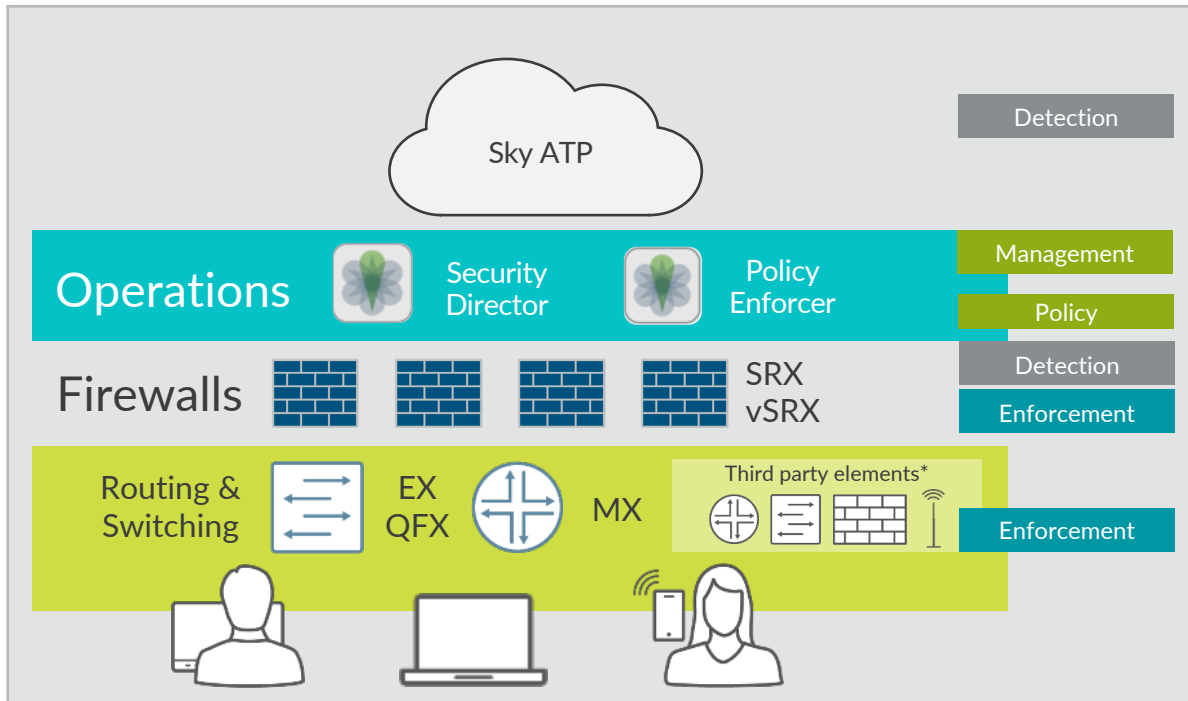 Sky ATP
Detection
Operations
Security
Director
Policy
Enforcer
Management
Policy
Firewalls
SRX
vSRX
Detection
Enforcement
Routing &
Switching
EX
QFX
MX
Third party elements*
Enforcement